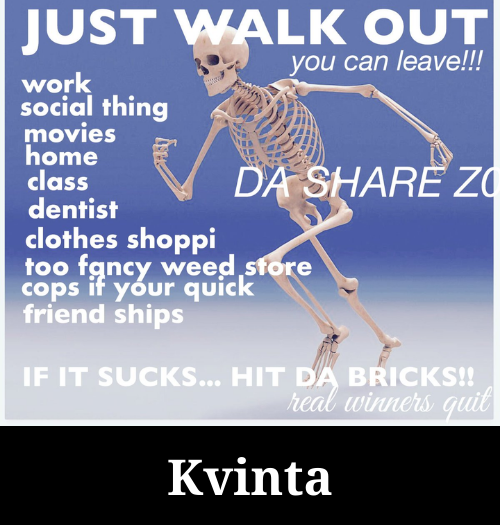 JUST WALK OUT
you can leave!!!
work
social thing
movies
home
class
dentist
clothes shoppi
too fancy weed store
cops if your quick
friend ships
DA SHARE ZO
IF IT SUCKS... HIT DA BRICKS!!
real winners quit
Kvinta